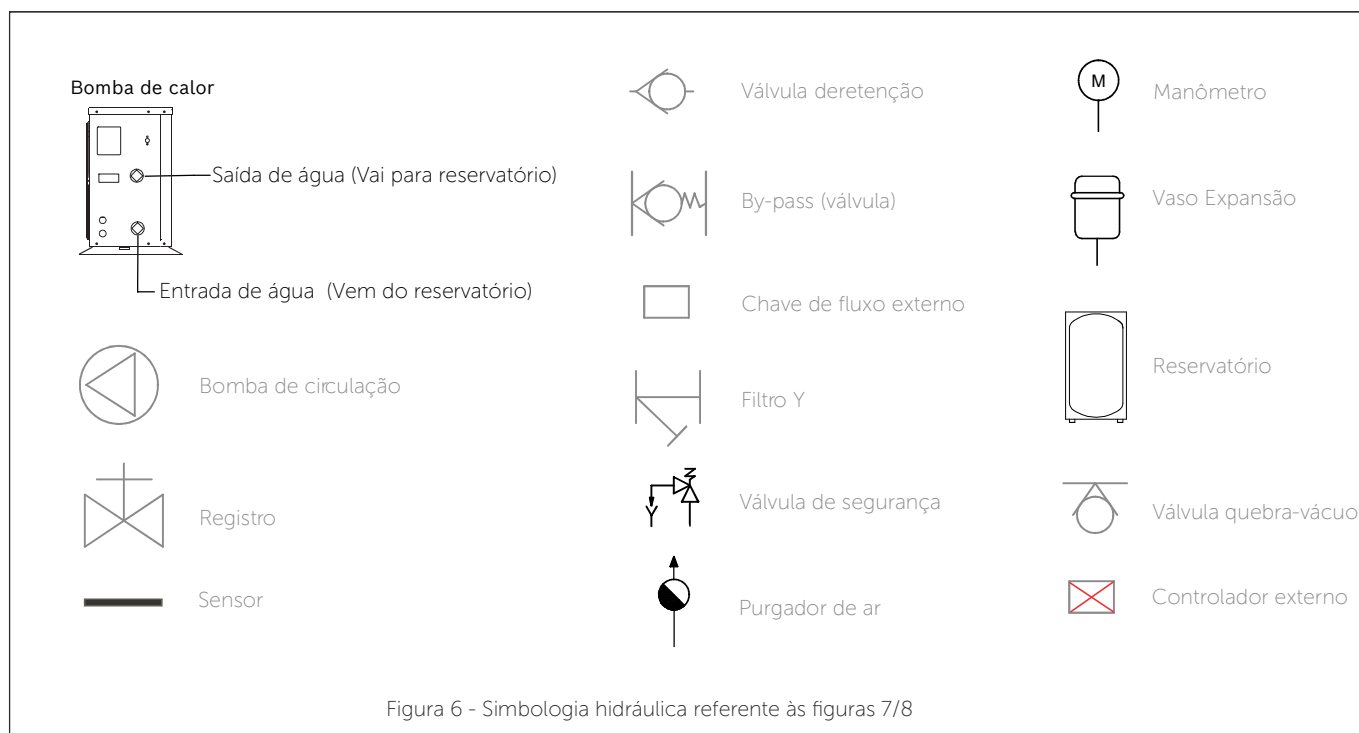 Bomba de calor
Saída de água (Vai para reservatório)
Entrada de água (Vem do reservatório)
Bomba de circulação
Registro
Sensor
Válvula deretenção
By-pass (válvula)
Chave de fluxo externo
Filtro Y
Válvula de segurança
Purgador de ar
M
Manômetro
Vaso Expansão
Reservatório
Válvula quebra-vácuo
Controlador externo
Figura 6 - Simbologia hidráulica referente às figuras 7/8